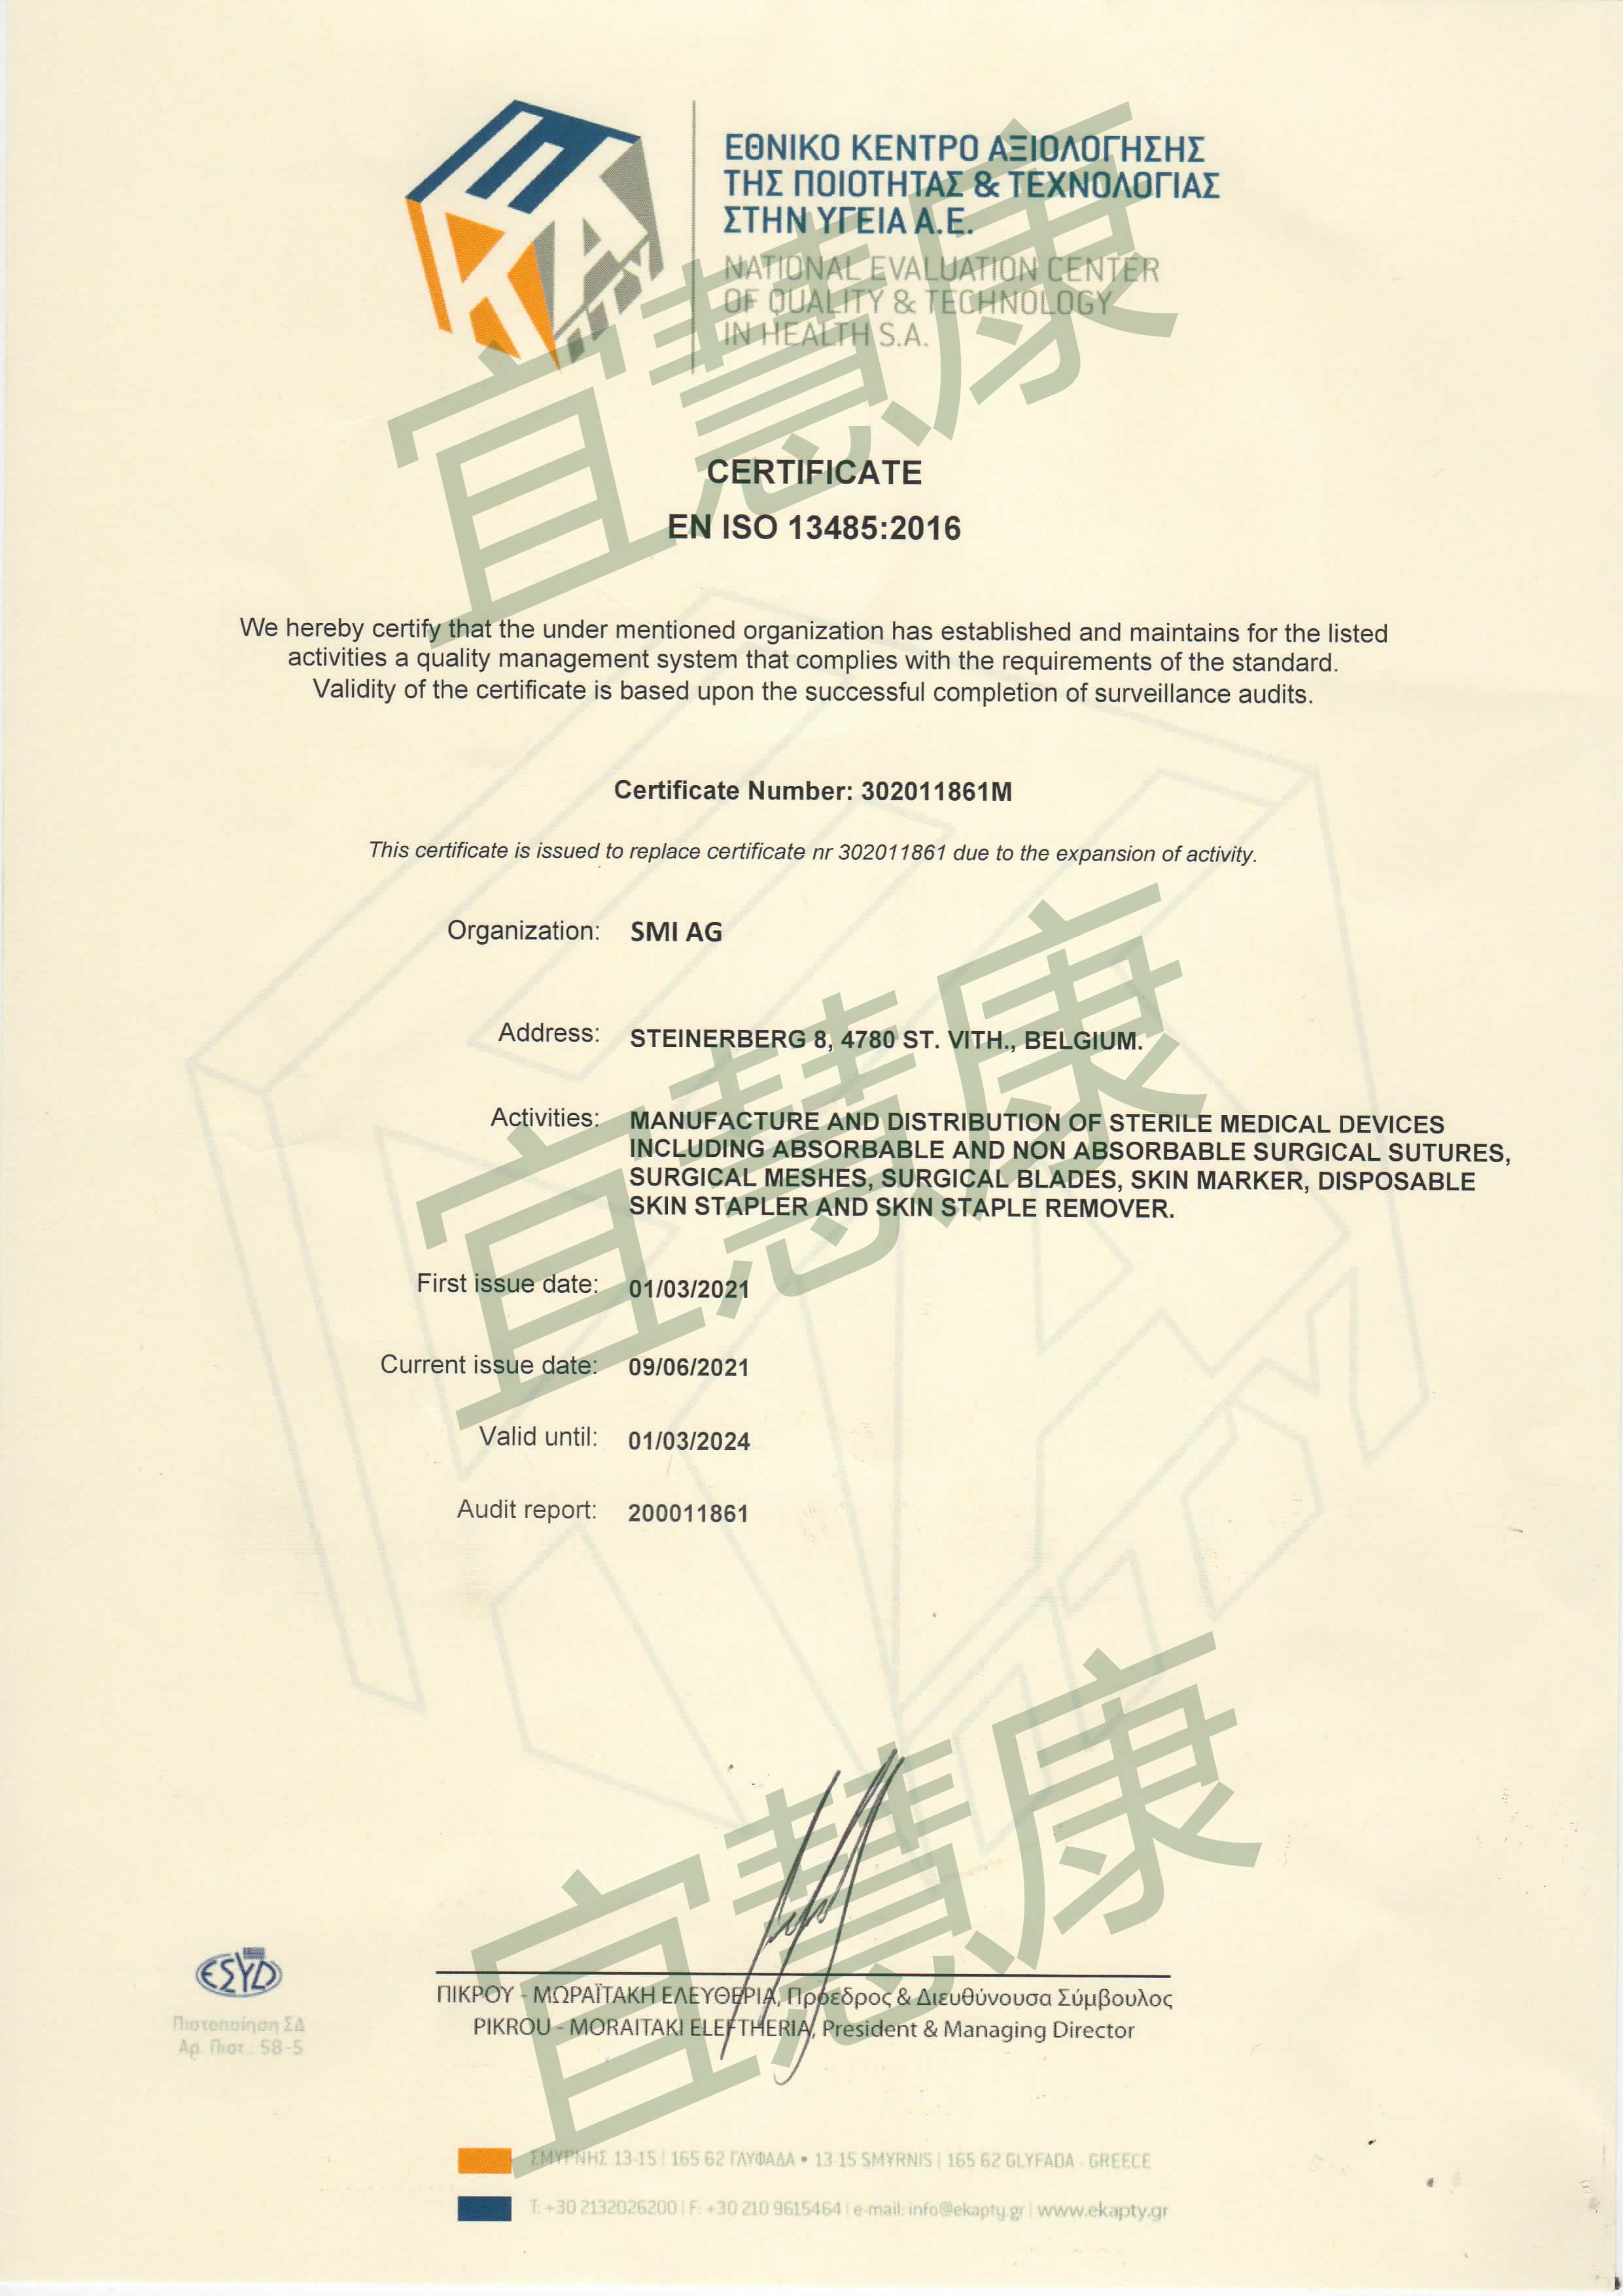 ΕΚΑΠΤΥ
ΕΘΝΙΚΟ ΚΕΝΤΡΟ ΑΞΙΟΛΟΓΗΣΗΣ
ΤΗΣ ΠΟΙΟΤΗΤΑΣ & ΤΕΧΝΟΛΟΓΙΑΣ
ΣΤΗΝ ΥΓΕΙΑ Α.Ε.
NATIONAL EVALUATION CENTER
OF QUALITY & TECHNOLOGY
IN HEALTH S.A.
宜慧康
CERTIFICATE
EN ISO 13485:2016
We hereby certify that the under mentioned organization has established and maintains for the listed
activities a quality management system that complies with the requirements of the standard.
Validity of the certificate is based upon the successful completion of surveillance audits.
Certificate Number: 302011861M
This certificate is issued to replace certificate nr 302011861 due to the expansion of activity.
Organization: SMI AG
宜慧康
Address: STEINERBERG 8, 4780 ST. VITH., BELGIUM.
Activities: MANUFACTURE AND DISTRIBUTION OF STERILE MEDICAL DEVICES
INCLUDING ABSORBABLE AND NON ABSORBABLE SURGICAL SUTURES,
SURGICAL MESHES, SURGICAL BLADES, SKIN MARKER, DISPOSABLE
SKIN STAPLER AND SKIN STAPLE REMOVER.
First issue date: 01/03/2021
Current issue date: 09/06/2021
Valid until: 01/03/2024
Audit report: 200011861
宜慧康
ΕΣΥD
Πιστοποίηση ΣΔ
Αρ. Πιστ.: 58-5
ΠΙΚΡΟΥ - ΜΩΡΑΪΤΑΚΗ ΕΛΕΥΘΕΡΙΑ, Πρόεδρος & Διευθύνουσα Σύμβουλος
PIKROU - MORAITAKI ELEFTHERIA, President & Managing Director
ΣΜΥΡΝΗΣ 13-15 | 165 62 ΓΛΥΦΑΔΑ • 13-15 SMYRNIS | 165 62 GLYFADA - GREECE
T: +30 2132026200 | F: +30 210 9615464 | e-mail: info@ekapty.gr | www.ekapty.gr